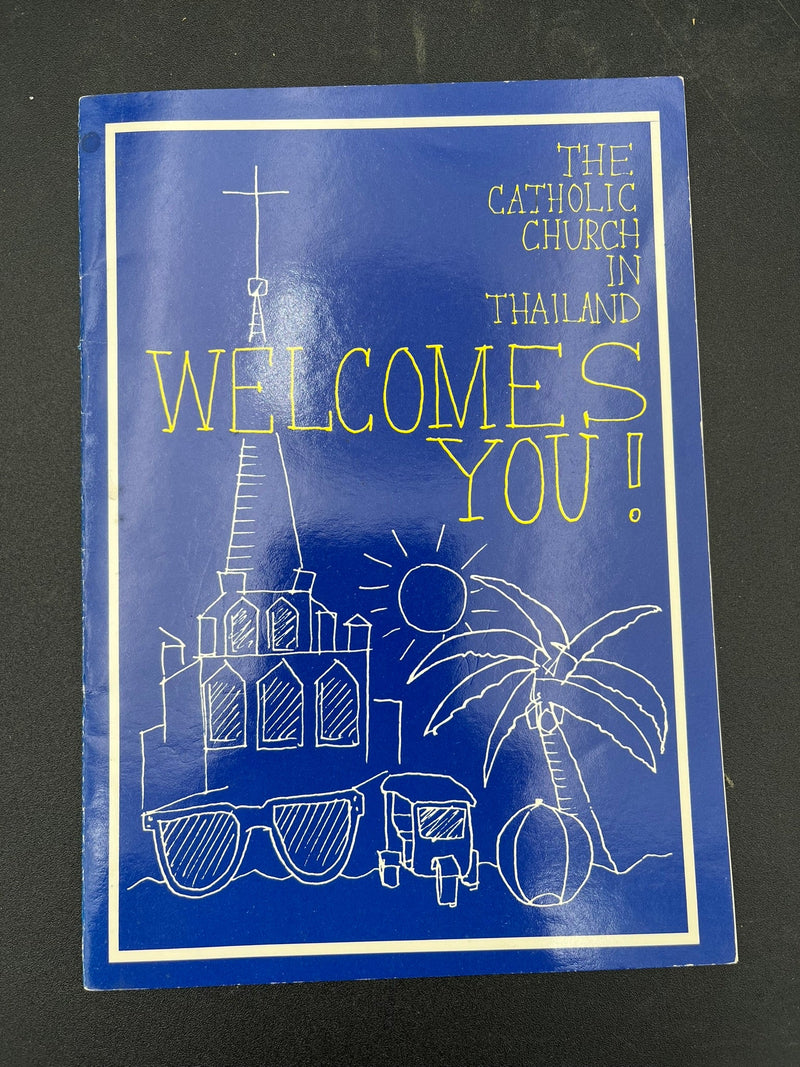 THE
CATHOLIC
CHURCH
IN
THAILAND
WELCOMES
YOU!